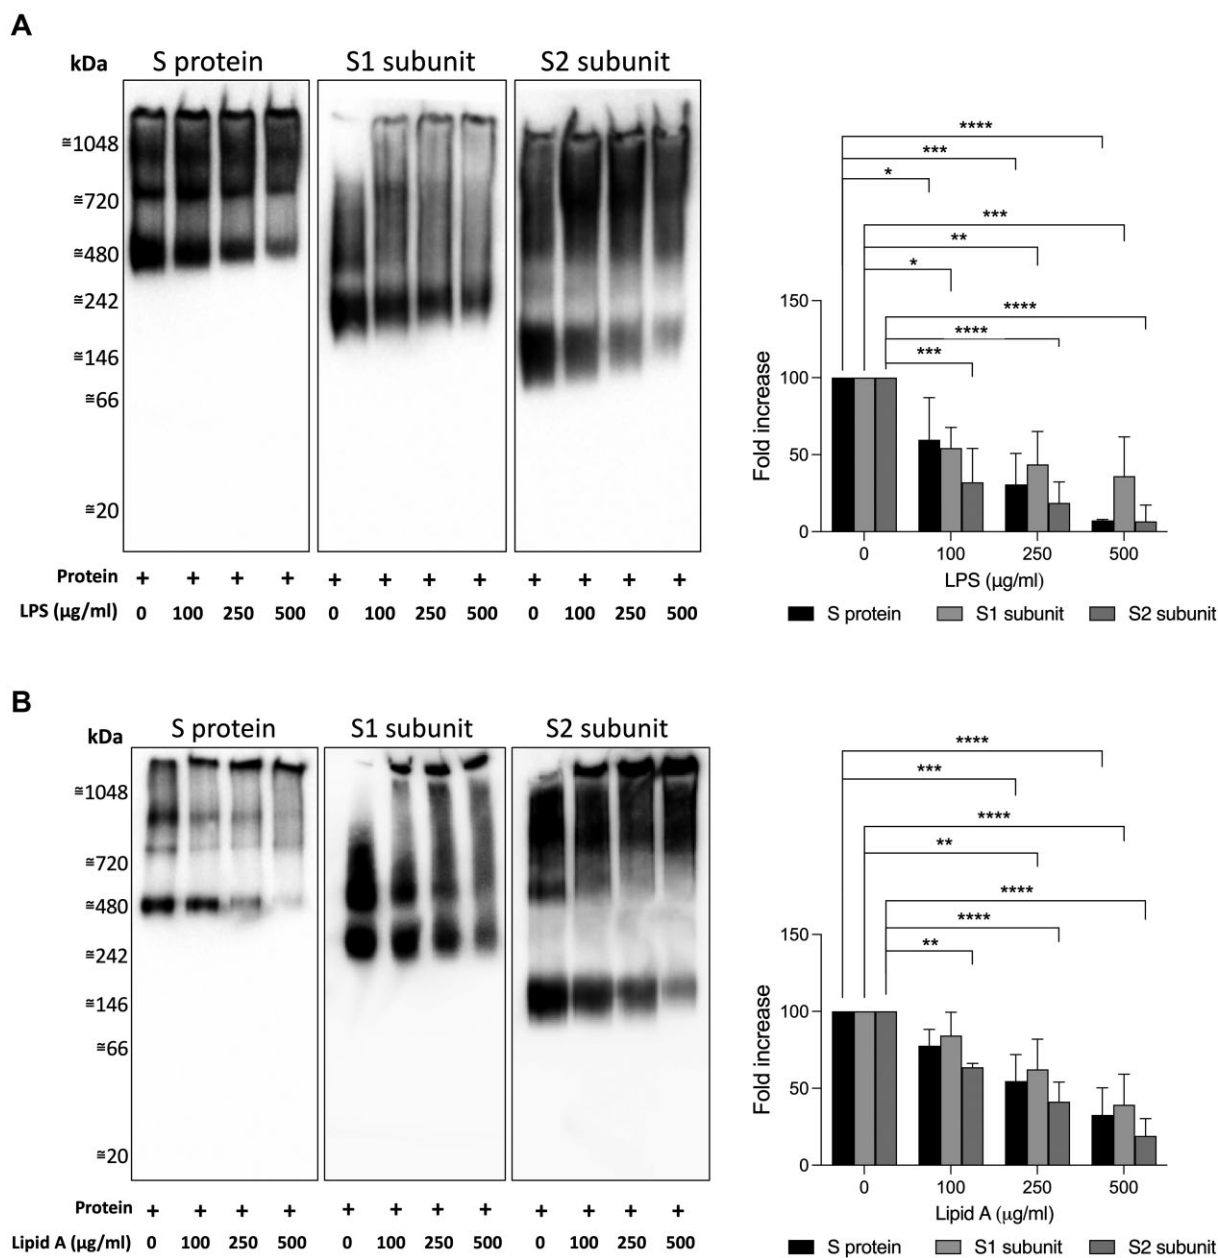 A
kDa
S protein
S1 subunit
S2 subunit
≅1048
≅720
≅480
≅242
≅146
≅66
≅20
Protein + + + + + + + + + + + +
LPS (µg/ml) 0 100 250 500 0 100 250 500 0 100 250 500
****
***
*
***
**
*
****
****
***
150
100
50
0
Fold increase
0 100 250 500
LPS (µg/ml)
S protein S1 subunit S2 subunit
B
kDa
S protein
S1 subunit
S2 subunit
≅1048
≅720
≅480
≅242
≅146
≅66
≅20
Protein + + + + + + + + + + + +
Lipid A (µg/ml) 0 100 250 500 0 100 250 500 0 100 250 500
****
***
****
**
****
****
**
150
100
50
0
Fold increase
0 100 250 500
Lipid A (µg/ml)
S protein S1 subunit S2 subunit